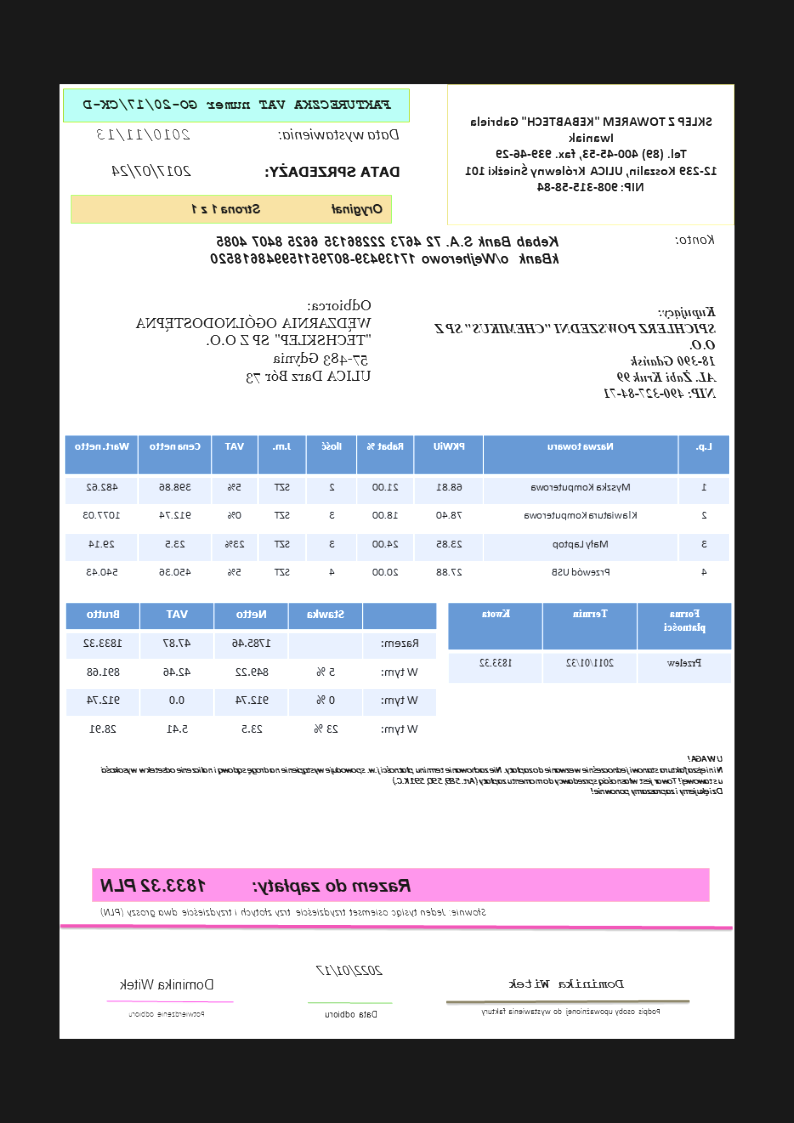 SKLEP Z TOWAREM "KEBABTECH" Gabriela
Iwaniak
Tel. (89) 400-45-53, fax. 939-46-29
12-239 Koszalin, ULICA Królewny Śnieżki 101
NIP: 908-315-58-84
FAKTURECZKA VAT numer GO-20/17/CK-D
Data wystawienia: 2010/11/13
DATA SPRZEDAŻY: 2017/07/24
Oryginał Strona 1 z 1
Konto: Kebab Bank S.A. 72 4673 22286135 6625 8407 4085
kBank o/Wejherowo 17139439-807951159948618520
Kupujący:
SPICHLERZ POWSZEDNI "CHEMIKUS" SP Z
O.O.
18-390 Gdańsk
AL. Żabi Kruk 99
NIP: 490-327-84-71
Odbiorca:
WĘDZARNIA OGÓLNODOSTĘPNA
"TECHSKLEP" SP Z O.O.
57-483 Gdynia
ULICA Darz Bór 73
L.p. Nazwa towaru PKWiU Rabat % Ilość J.m. VAT Cena netto Wart. netto
1 Myszka Komputerowa 68.81 21.00 2 SZT 5% 398.86 482.62
2 Klawiatura Komputerowa 78.40 18.00 3 SZT 0% 912.74 1077.03
3 Mały Laptop 23.85 24.00 3 SZT 23% 23.5 29.14
4 Przewód USB 27.88 20.00 4 SZT 5% 450.36 540.43
Forma płatności Termin Kwota
Przelew 2011/01/32 1833.32
Stawka Netto VAT Brutto
Razem: 1785.46 47.87 1833.32
W tym: 5 % 849.22 42.46 891.68
W tym: 0 % 912.74 0.0 912.74
W tym: 23 % 23.5 5.41 28.91
UWAGA!
Niniejsza faktura stanowi jednocześnie wezwanie do zapłaty. Nie zachowanie terminu płatności j.w. spowoduje wystąpienie na drogę sądową i naliczenie odsetek w wysokości
ustawowej! Towar jest własnością sprzedawcy do momentu zapłaty (Art. 589, 590, 591 K.C.)
Dziękujemy i zapraszamy ponownie!
Razem do zapłaty: 1833.32 PLN
Słownie: Jeden tysiąc osiemset trzydzieście trzy złotych i trzydzieście dwa groszy (PLN)
Dominika Witek
2022/01/17
Dominika Witek
Podpis osoby upoważnionej do wystawienia faktury
Data odbioru
Potwierdzenie odbioru